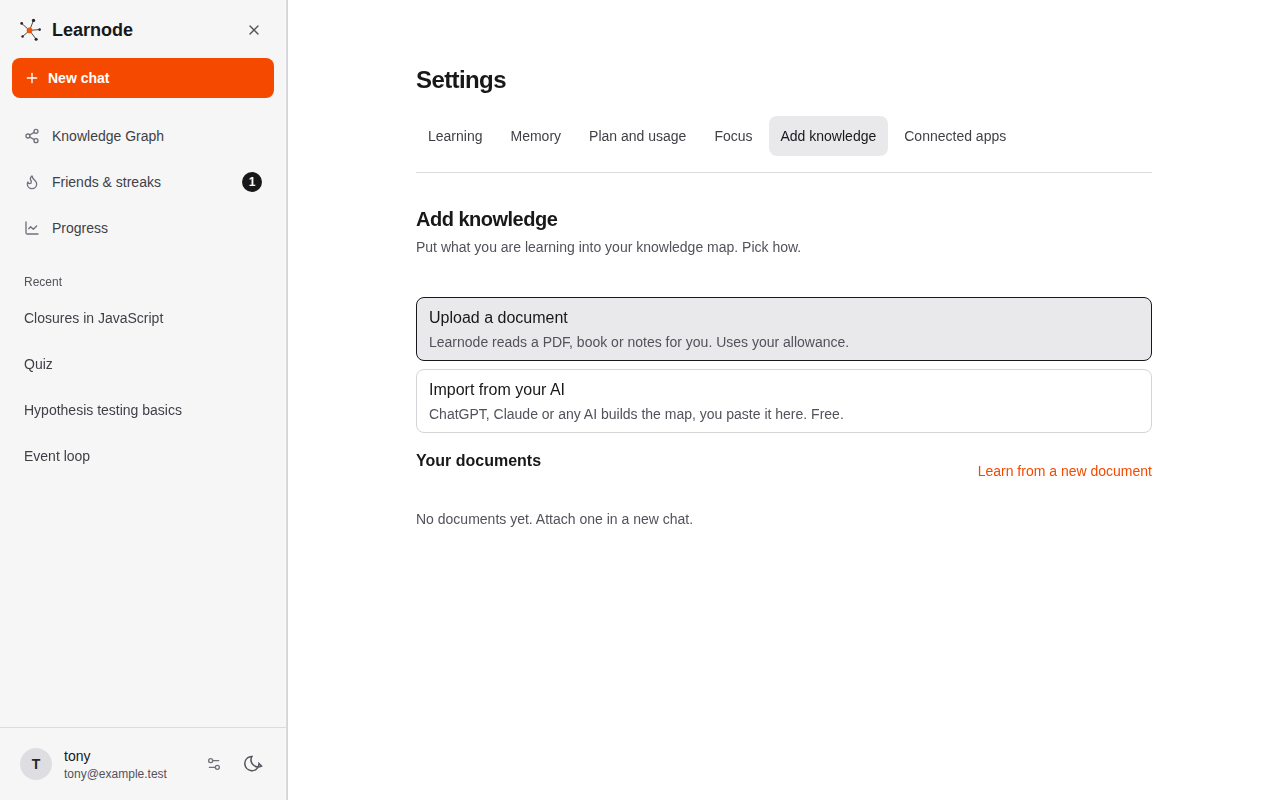 Learnode
New chat
Knowledge Graph
Friends & streaks
1
Progress
Recent
Closures in JavaScript
Quiz
Hypothesis testing basics
Event loop
T
tony
tony@example.test
Settings
Learning
Memory
Plan and usage
Focus
Add knowledge
Connected apps
Add knowledge
Put what you are learning into your knowledge map. Pick how.
Upload a document
Learnode reads a PDF, book or notes for you. Uses your allowance.
Import from your AI
ChatGPT, Claude or any AI builds the map, you paste it here. Free.
Your documents
Learn from a new document
No documents yet. Attach one in a new chat.